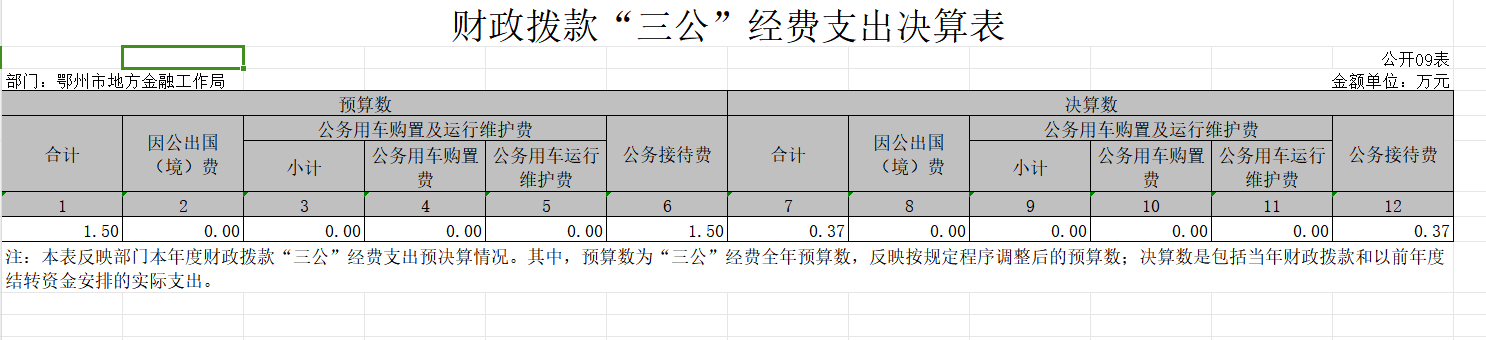 财政拨款“三公”经费支出决算表
公开09表
部门：鄂州市地方金融工作局
金额单位：万元
预算数
决算数
合计
因公出国
（境）费
公务用车购置及运行维护费
公务接待费
合计
因公出国
（境）费
公务用车购置及运行维护费
公务接待费
小计
公务用车购置
费
公务用车运行
维护费
小计
公务用车购置
费
公务用车运行
维护费
1 2 3 4 5 6 7 8 9 10 11 12
1.50 0.00 0.00 0.00 0.00 1.50 0.37 0.00 0.00 0.00 0.00 0.37
注：本表反映部门本年度财政拨款“三公”经费支出预决算情况。其中，预算数为“三公”经费全年预算数，反映按规定程序调整后的预算数；决算数是包括当年财政拨款和以前年度
结转资金安排的实际支出。